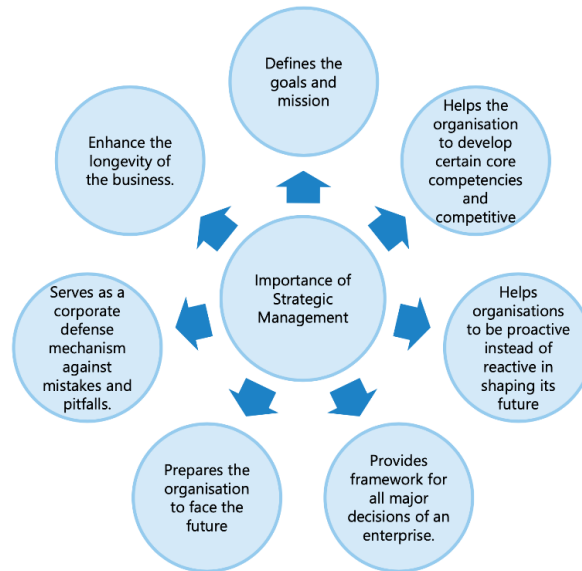 Defines the
goals and
mission
Helps the
organisation
to develop
certain core
competencies
and
competitive
Helps
organisations
to be proactive
instead of
reactive in
shaping its
future
Provides
framework for
all major
decisions of an
enterprise.
Prepares the
organisation
to face the
future
Serves as a
corporate
defense
mechanism
against
mistakes and
pitfalls.
Enhance the
longevity of
the business.
Importance of
Strategic
Management